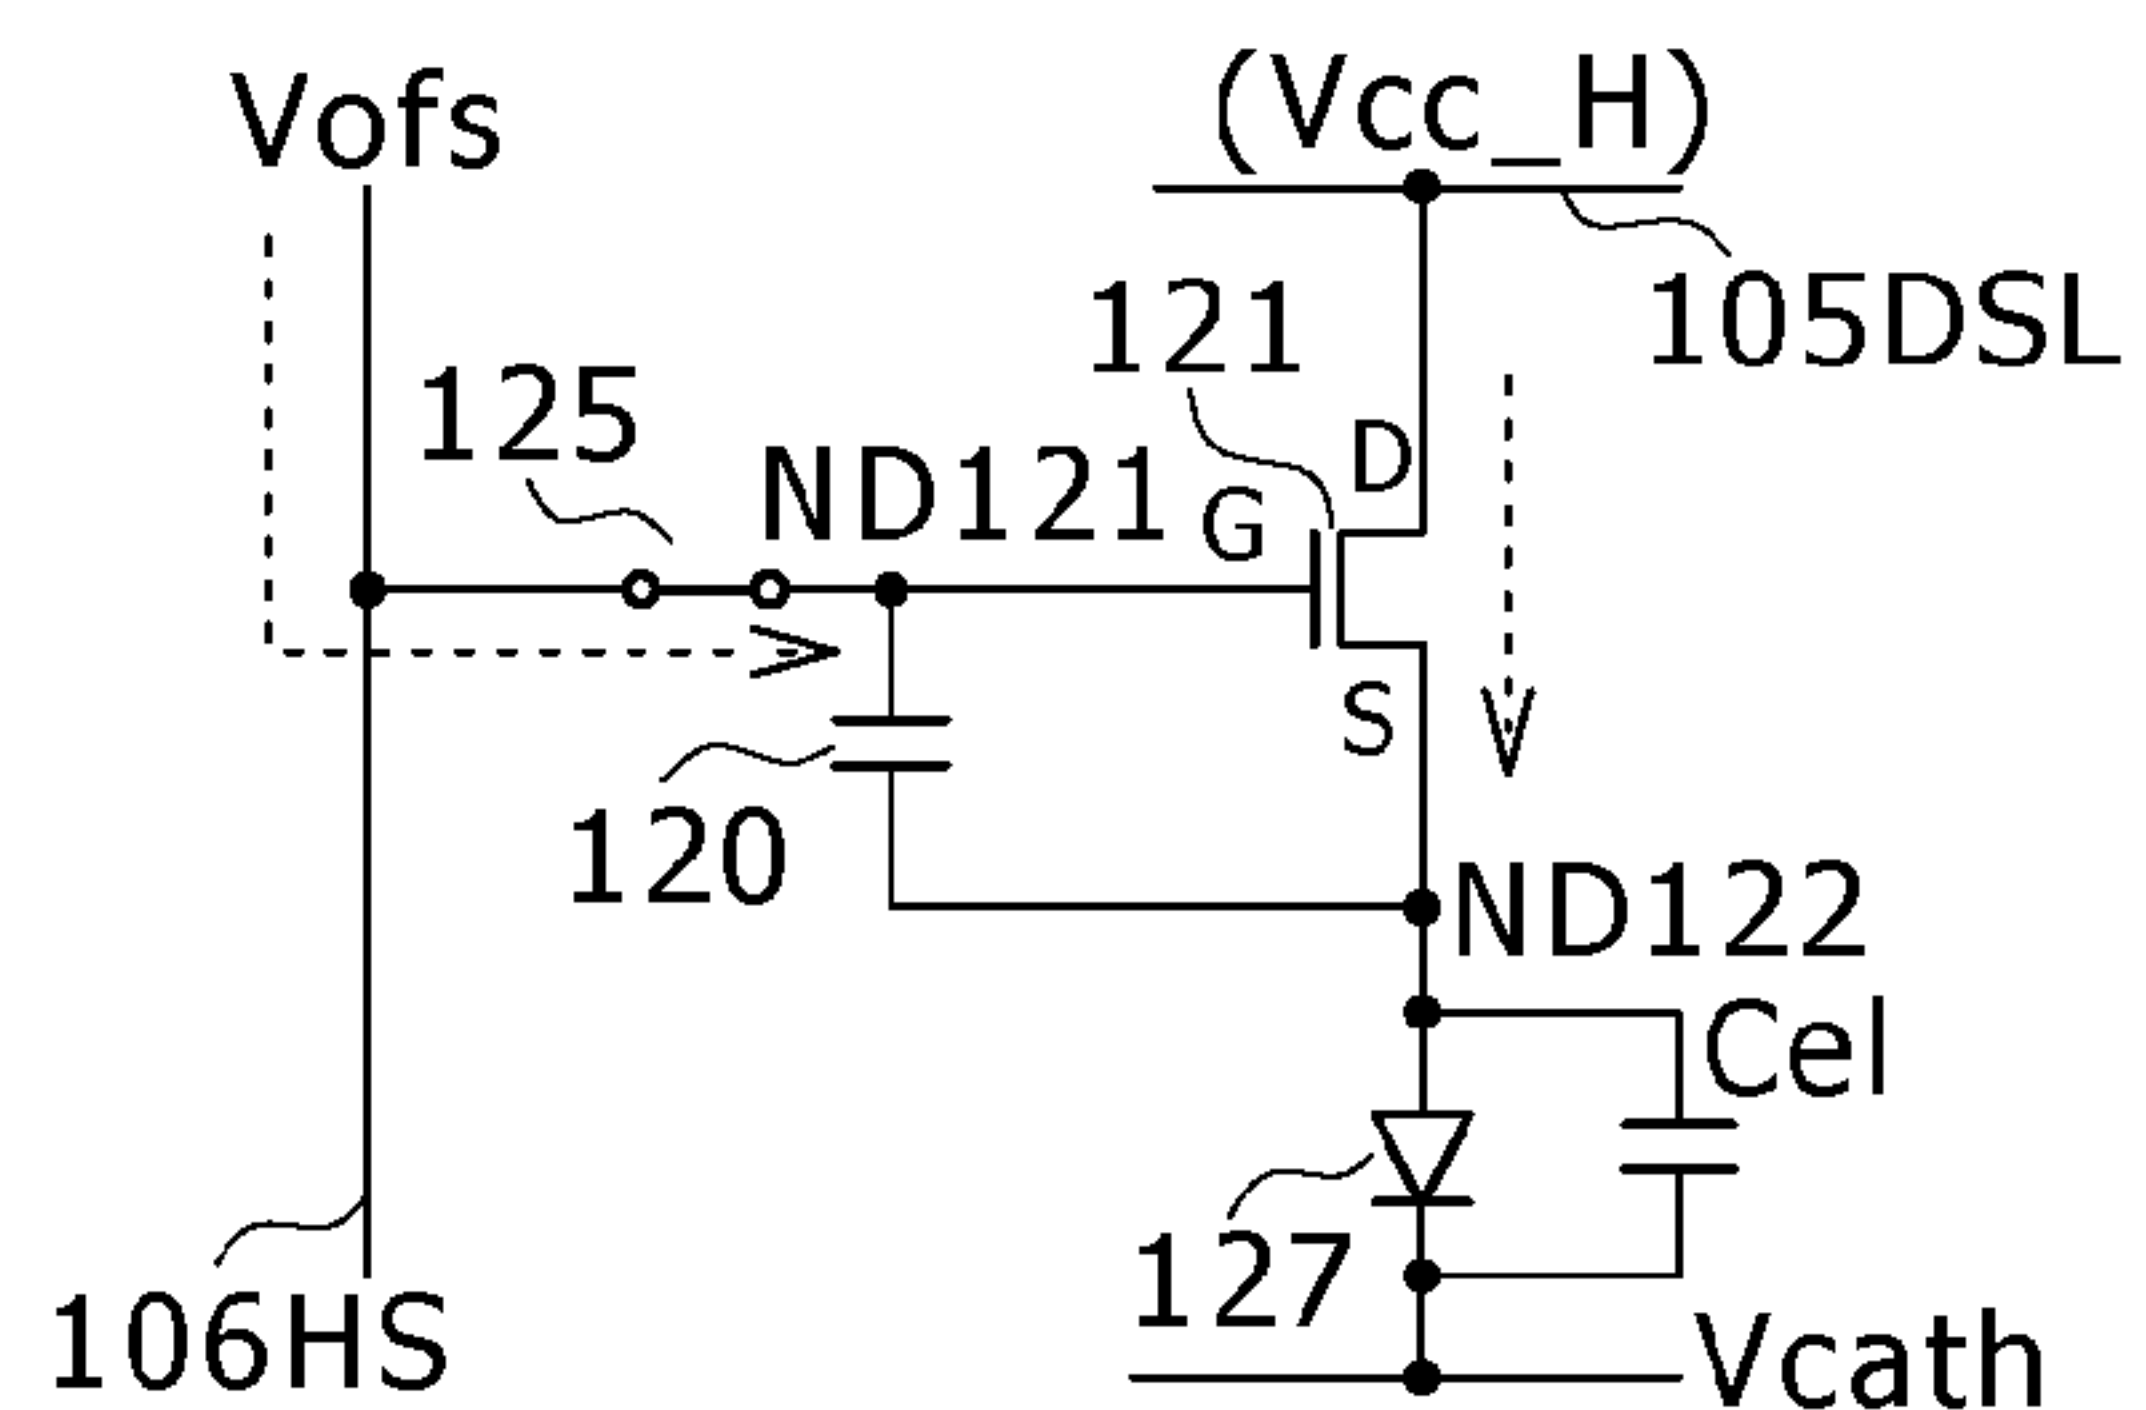 Vofs
(Vcc_H)
105DSL
121
125
ND121
G
D
S
120
ND122
Cel
127
106HS
Vcath